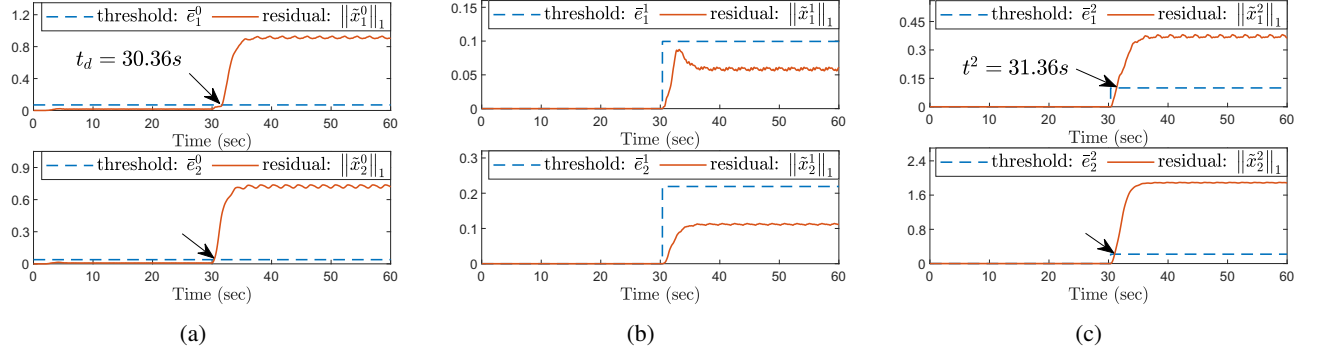 threshold: ē₁⁰ residual: ‖x̃₁⁰‖₁
1.2
0.8
0.4
0
t_d = 30.36s
0 10 20 30 40 50 60
Time (sec)
threshold: ē₂⁰ residual: ‖x̃₂⁰‖₁
0.9
0.6
0.3
0
0 10 20 30 40 50 60
Time (sec)
(a)
threshold: ē₁¹ residual: ‖x̃₁¹‖₁
0.15
0.1
0.05
0
0 10 20 30 40 50 60
Time (sec)
threshold: ē₂¹ residual: ‖x̃₂¹‖₁
0.3
0.2
0.1
0
0 10 20 30 40 50 60
Time (sec)
(b)
threshold: ē₁² residual: ‖x̃₁²‖₁
0.45
0.3
0.15
0
t² = 31.36s
0 10 20 30 40 50 60
Time (sec)
threshold: ē₂² residual: ‖x̃₂²‖₁
2.4
1.6
0.8
0
0 10 20 30 40 50 60
Time (sec)
(c)